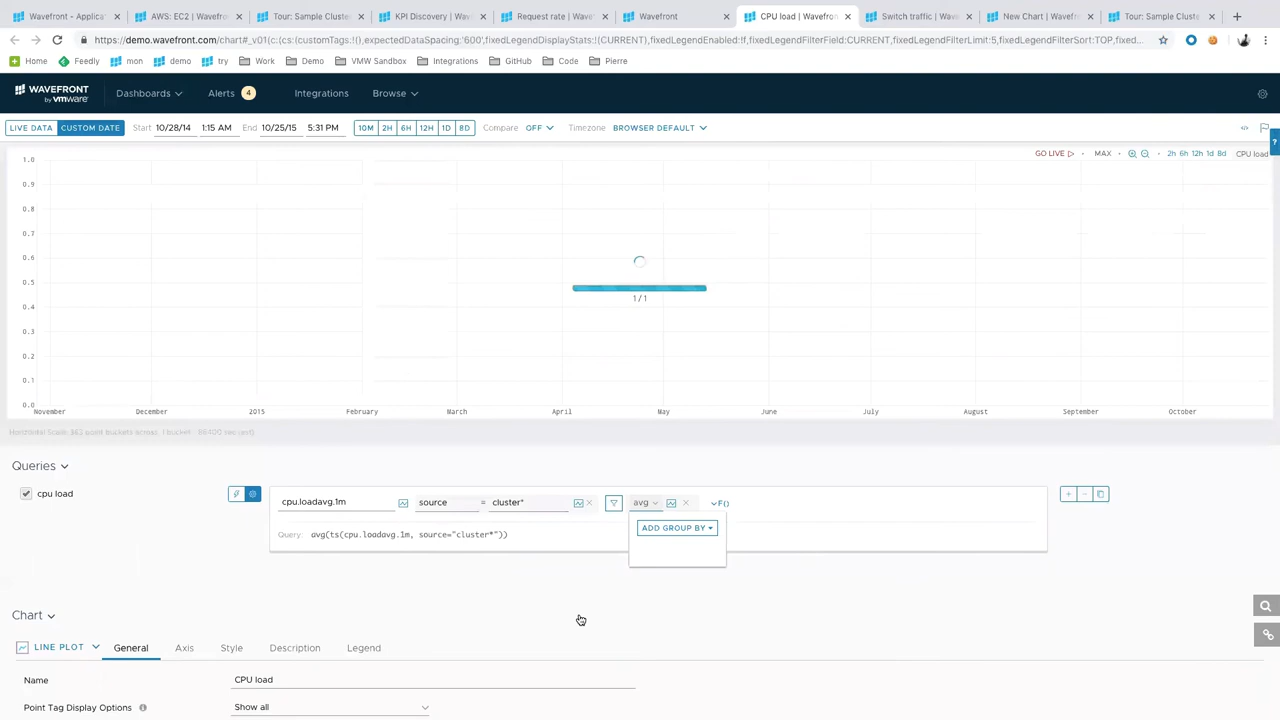 Wavefront - Applica
AWS: EC2 | Wavefro
Tour: Sample Cluste
KPI Discovery | Wav
Request rate | Wave
Wavefront
CPU load | Wavefron
Switch traffic | Wav
New Chart | Wavefr
Tour: Sample Cluste
https://demo.wavefront.com/chart#_v01(c:(cs:(customTags:!(),expectedDataSpacing:'600',fixedLegendDisplayStats:!(CURRENT),fixedLegendEnabled:!f,fixedLegendFilterField:CURRENT,fixedLegendFilterLimit:5,fixedLegendFilterSort:TOP,...
Home Feedly mon demo try Work Demo VMW Sandbox Integrations GitHub Code Pierre
WAVEFRONT
by vmware
Dashboards Alerts 4 Integrations Browse
LIVE DATA CUSTOM DATE Start 10/28/14 1:15 AM End 10/25/15 5:31 PM 10M 2H 6H 12H 1D 8D Compare OFF Timezone BROWSER DEFAULT </>
?
GO LIVE MAX 2h 6h 12h 1d 8d CPU load
1.0
0.9
0.8
0.7
0.6
0.5
0.4
0.3
0.2
0.1
0.0
1 / 1
November December 2015 February March April May June July August September October
Queries
cpu load
cpu.loadavg.1m source = cluster* avg F()
ADD GROUP BY
Query: avg(ts(cpu.loadavg.1m, source="cluster*"))
Chart
LINE PLOT General Axis Style Description Legend
Name CPU load
Point Tag Display Options Show all